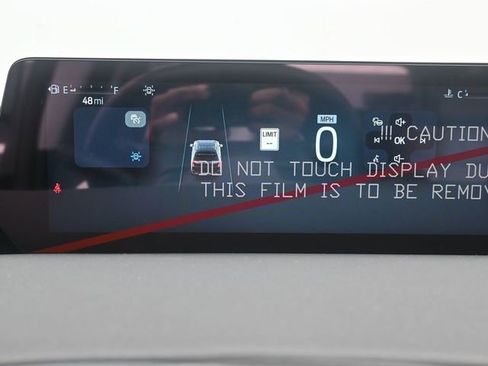 E F
48 mi
C
MPH
0
LIMIT
--
OK
!!! CAUTION
DO NOT TOUCH DISPLAY DU
THIS FILM IS TO BE REMOV